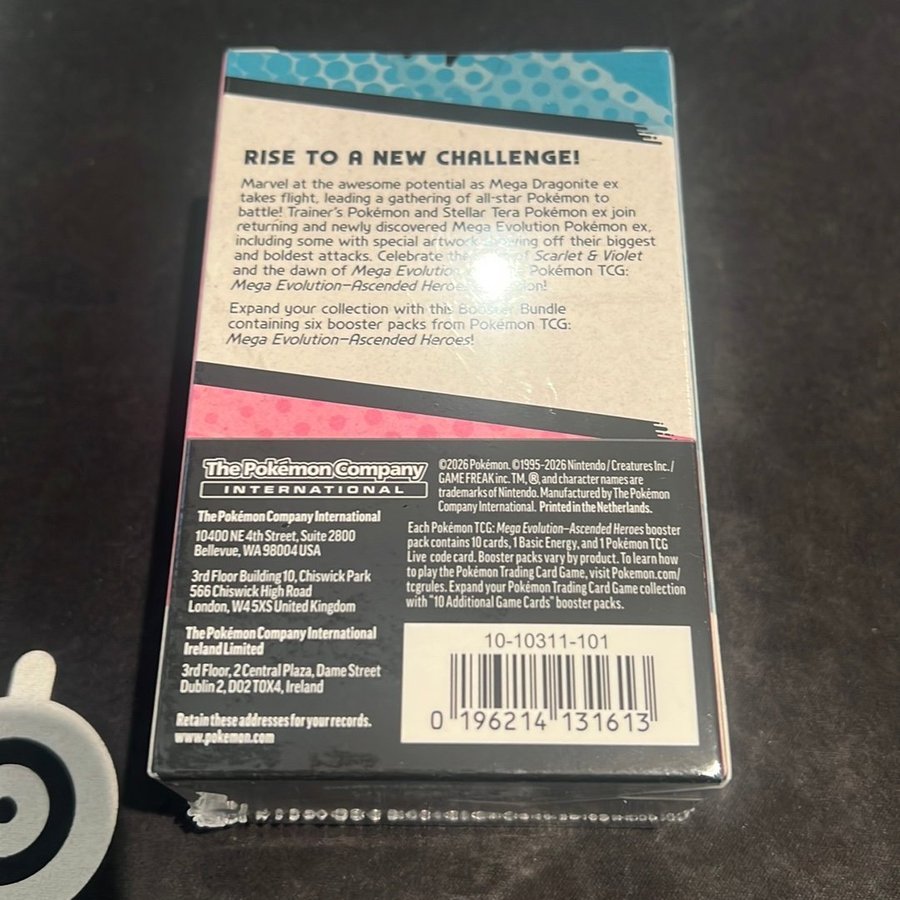 RISE TO A NEW CHALLENGE!
Marvel at the awesome potential as Mega Dragonite ex
takes flight, leading a gathering of all-star Pokémon to
battle! Trainer's Pokémon and Stellar Tera Pokémon ex join
returning and newly discovered Mega Evolution Pokémon ex,
including some with special artwork showing off their biggest
and boldest attacks. Celebrate the of Scarlet & Violet
and the dawn of Mega Evolution Pokémon TCG:
Mega Evolution—Ascended Heroes
Expand your collection with this Booster Bundle
containing six booster packs from Pokémon TCG:
Mega Evolution—Ascended Heroes!
The Pokémon Company
INTERNATIONAL
The Pokémon Company International
10400 NE 4th Street, Suite 2800
Bellevue, WA 98004 USA
3rd Floor Building 10, Chiswick Park
566 Chiswick High Road
London, W4 5XS United Kingdom
The Pokémon Company International
Ireland Limited
3rd Floor, 2 Central Plaza, Dame Street
Dublin 2, D02 T0X4, Ireland
Retain these addresses for your records.
www.pokemon.com
©2026 Pokémon. ©1995-2026 Nintendo / Creatures Inc. /
GAME FREAK inc. TM, ®, and character names are
trademarks of Nintendo. Manufactured by The Pokémon
Company International. Printed in the Netherlands.
Each Pokémon TCG: Mega Evolution—Ascended Heroes booster
pack contains 10 cards, 1 Basic Energy, and 1 Pokémon TCG
Live code card. Booster packs vary by product. To learn how
to play the Pokémon Trading Card Game, visit Pokemon.com/
tcgrules. Expand your Pokémon Trading Card Game collection
with "10 Additional Game Cards" booster packs.
10-10311-101
0 196214 131613